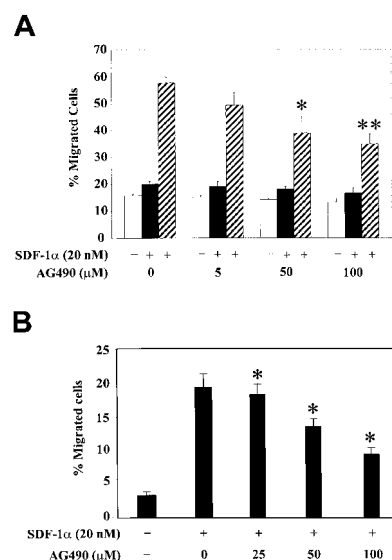 A
70
60
50
40
30
20
10
0
% Migrated Cells
* **
SDF-1α (20 nM) − + + − + + − + + − + +
AG490 (μM) 0 5 50 100
B
25
20
15
10
5
0
% Migrated cells
* * *
SDF-1α (20 nM) − + + + +
AG490 (μM) − 0 25 50 100